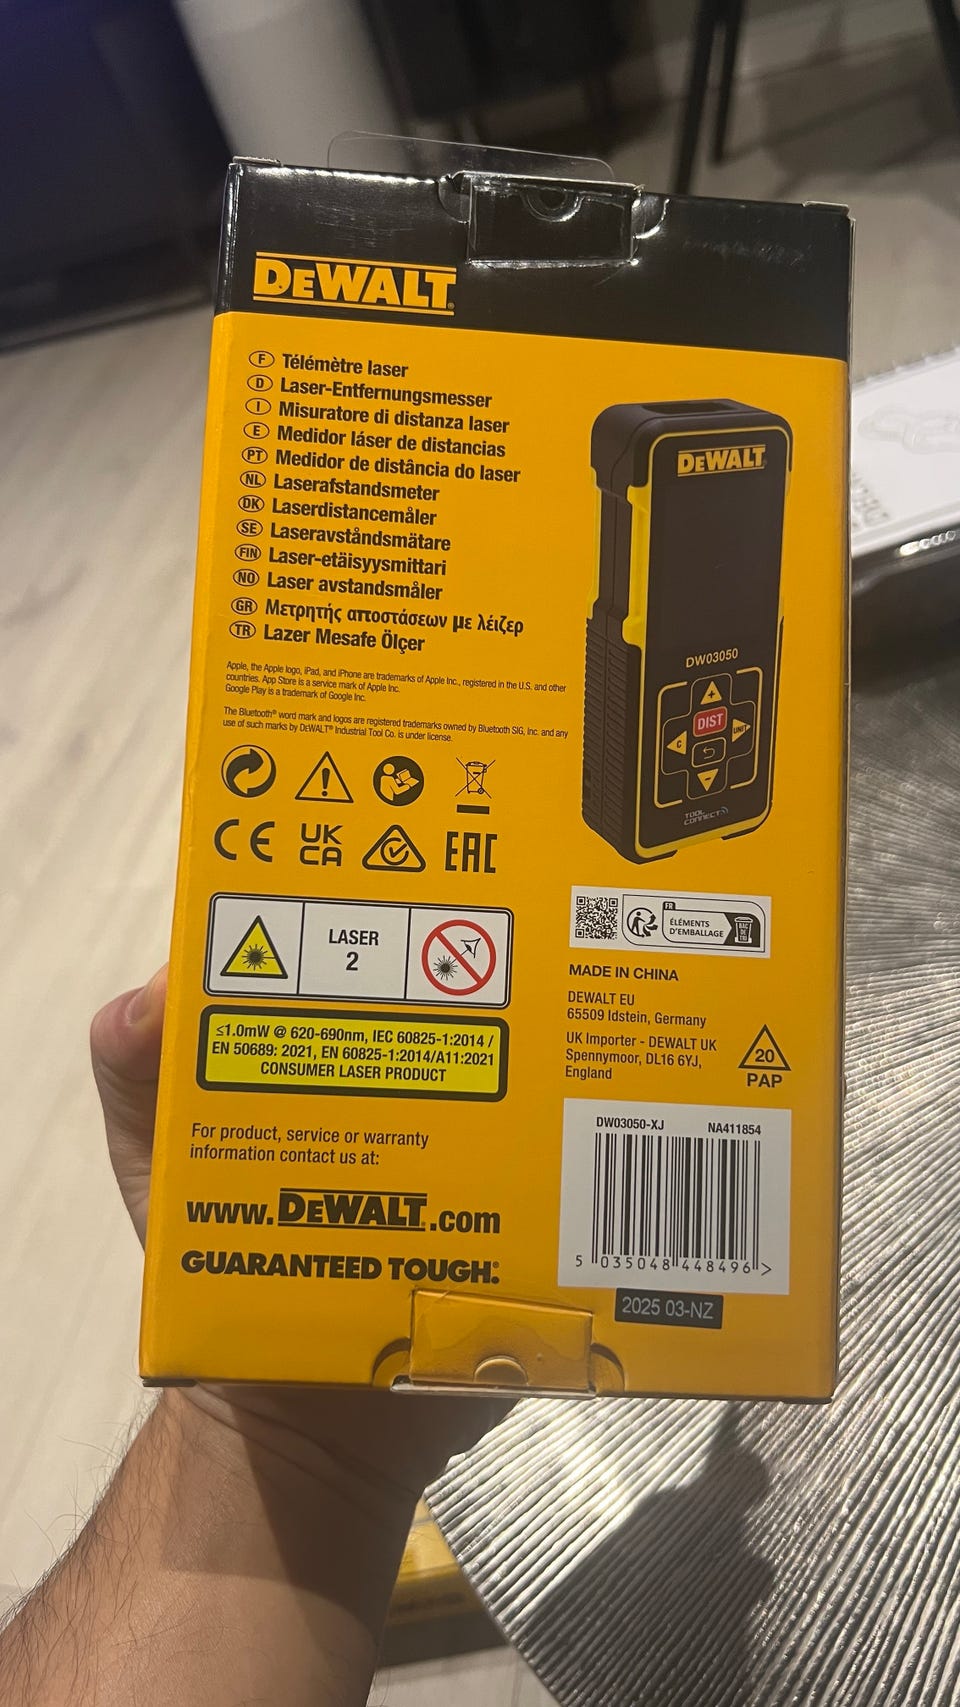 DEWALT
F Télémètre laser
D Laser-Entfernungsmesser
I Misuratore di distanza laser
E Medidor láser de distancias
PT Medidor de distância do laser
NL Laserafstandsmeter
DK Laserdistancemåler
SE Laseravståndsmätare
FIN Laser-etäisyysmittari
NO Laser avstandsmåler
GR Μετρητής αποστάσεων με λέιζερ
TR Lazer Mesafe Ölçer
Apple, the Apple logo, iPad, and iPhone are trademarks of Apple Inc., registered in the U.S. and other
countries. App Store is a service mark of Apple Inc.
Google Play is a trademark of Google Inc.
The Bluetooth® word mark and logos are registered trademarks owned by Bluetooth SIG, Inc. and any
use of such marks by DEWALT® Industrial Tool Co. is under license.
CE
UK
CA
EAC
LASER
2
≤1.0mW @ 620-690nm, IEC 60825-1:2014 /
EN 50689: 2021, EN 60825-1:2014/A11:2021
CONSUMER LASER PRODUCT
For product, service or warranty
information contact us at:
www.DEWALT.com
GUARANTEED TOUGH.®
DEWALT
DW03050
+
DIST
C
UNIT
−
TOOL
CONNECT
FR
ÉLÉMENTS
D'EMBALLAGE
BAC
DE
TRI
MADE IN CHINA
DEWALT EU
65509 Idstein, Germany
UK Importer - DEWALT UK
Spennymoor, DL16 6YJ,
England
20
PAP
DW03050-XJ NA411854
5 035048 448496 >
2025 03-NZ